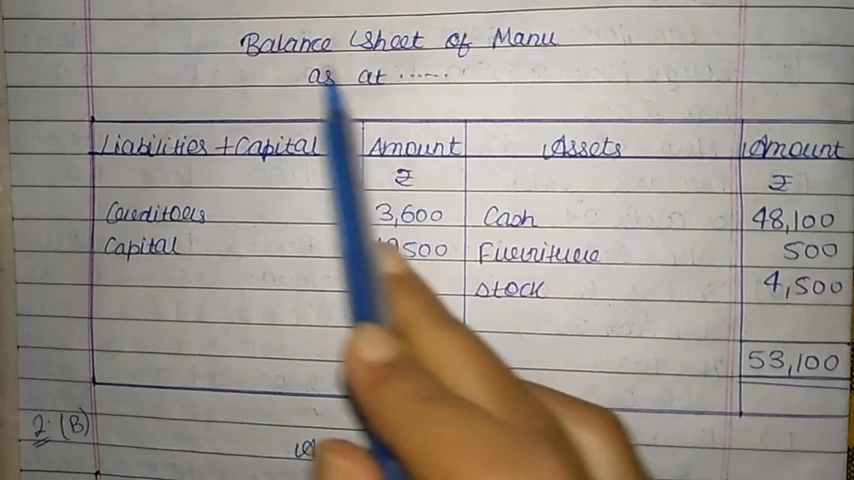 Balance Sheet of Manu
as at ......
Liabilities + Capital Amount Assets Amount
₹ ₹
Creditors 3,600 Cash 48,100
Capital 500 Furniture 500
Stock 4,500
53,100
2. (B)